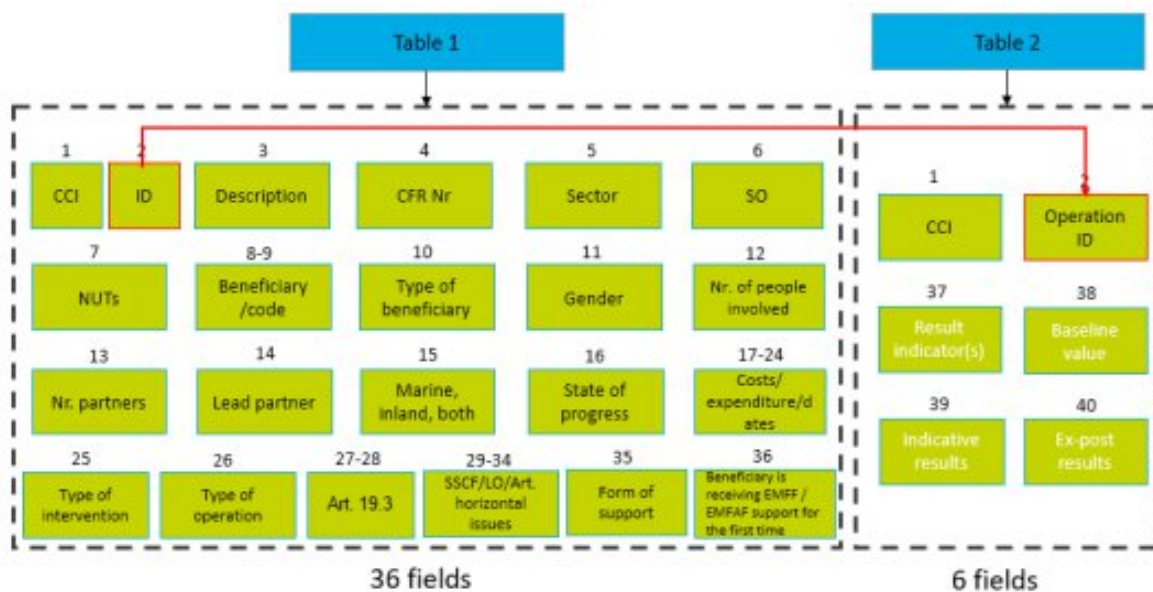 Table 1
Table 2
1
2
3
4
5
6
CCI
ID
Description
CFR Nr
Sector
SO
7
8-9
10
11
12
NUTs
Beneficiary
/code
Type of
beneficiary
Gender
Nr. of people
involved
13
14
15
16
17-24
Nr. partners
Lead partner
Marine,
inland, both
State of
progress
Costs/
expenditure/d
ates
25
26
27-28
29-34
35
36
Type of
intervention
Type of
operation
Art. 19.3
SSCF/LO/Art.
horizontal
issues
Form of
support
Beneficiary is
receiving EMFF /
EMFAF support for
the first time
36 fields
1
2
CCI
Operation
ID
37
38
Result
indicator(s)
Baseline
value
39
40
Indicative
results
Ex-post
results
6 fields